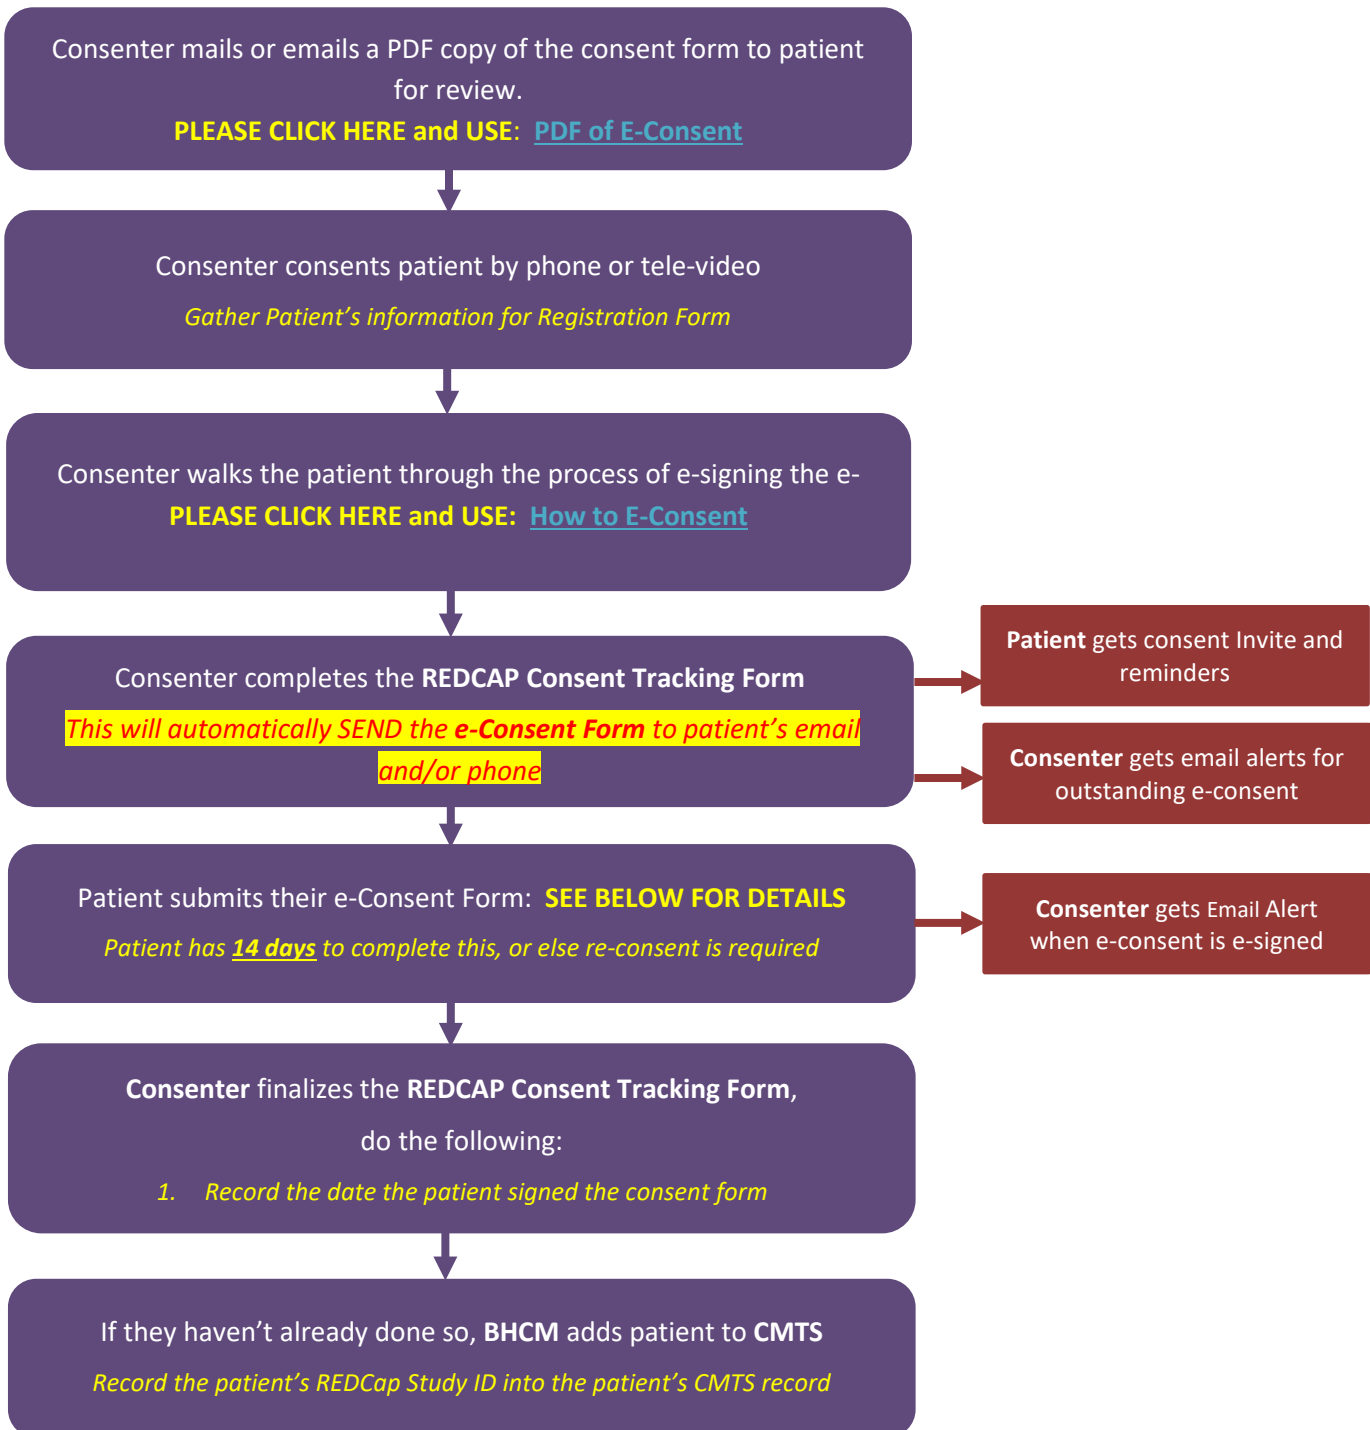 Consenter mails or emails a PDF copy of the consent form to patient
for review.
PLEASE CLICK HERE and USE:  PDF of E-Consent
Consenter consents patient by phone or tele-video
Gather Patient’s information for Registration Form
Consenter walks the patient through the process of e-signing the e-
PLEASE CLICK HERE and USE:  How to E-Consent
Consenter completes the REDCAP Consent Tracking Form
This will automatically SEND the e-Consent Form to patient’s email
and/or phone
Patient gets consent Invite and
reminders
Consenter gets email alerts for
outstanding e-consent
Patient submits their e-Consent Form:  SEE BELOW FOR DETAILS
Patient has 14 days to complete this, or else re-consent is required
Consenter gets Email Alert
when e-consent is e-signed
Consenter finalizes the REDCAP Consent Tracking Form,
do the following:
1. Record the date the patient signed the consent form
If they haven’t already done so, BHCM adds patient to CMTS
Record the patient’s REDCap Study ID into the patient’s CMTS record